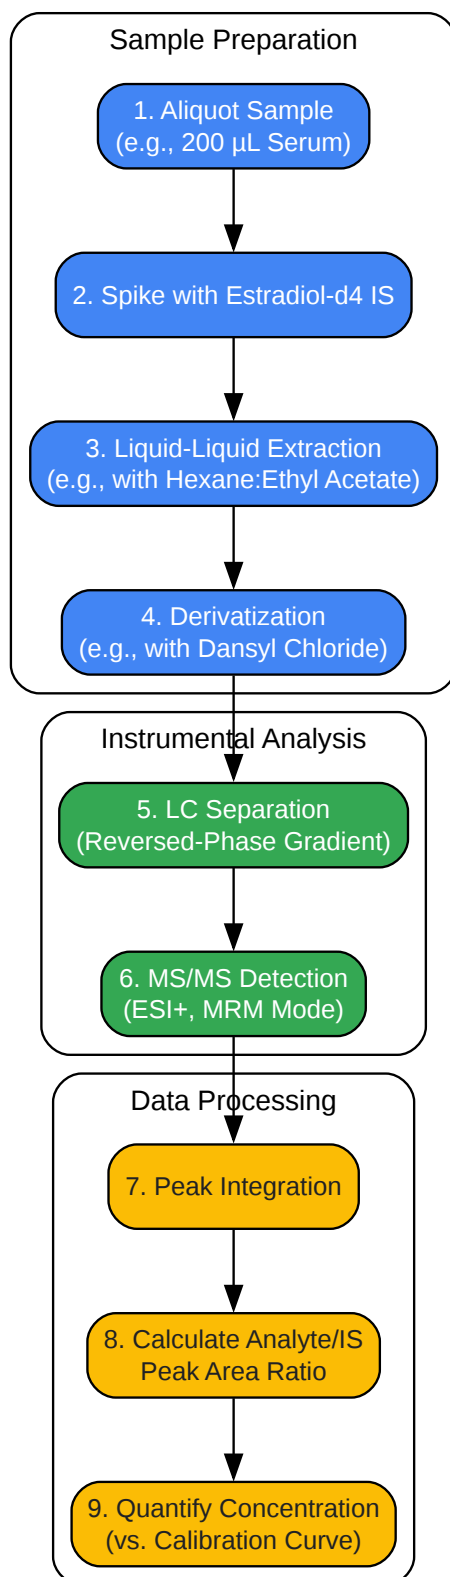 Sample Preparation
1. Aliquot Sample
(e.g., 200 µL Serum)
2. Spike with Estradiol-d4 IS
3. Liquid-Liquid Extraction
(e.g., with Hexane:Ethyl Acetate)
4. Derivatization
(e.g., with Dansyl Chloride)
Instrumental Analysis
5. LC Separation
(Reversed-Phase Gradient)
6. MS/MS Detection
(ESI+, MRM Mode)
Data Processing
7. Peak Integration
8. Calculate Analyte/IS
Peak Area Ratio
9. Quantify Concentration
(vs. Calibration Curve)